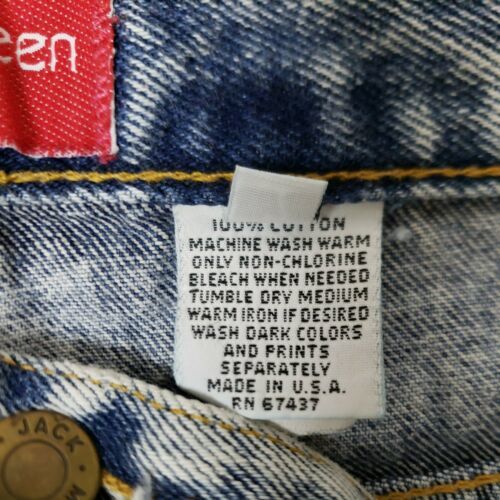 een
100% COTTON
MACHINE WASH WARM
ONLY NON-CHLORINE
BLEACH WHEN NEEDED
TUMBLE DRY MEDIUM
WARM IRON IF DESIRED
WASH DARK COLORS
AND PRINTS
SEPARATELY
MADE IN U.S.A.
RN 67437
JACK